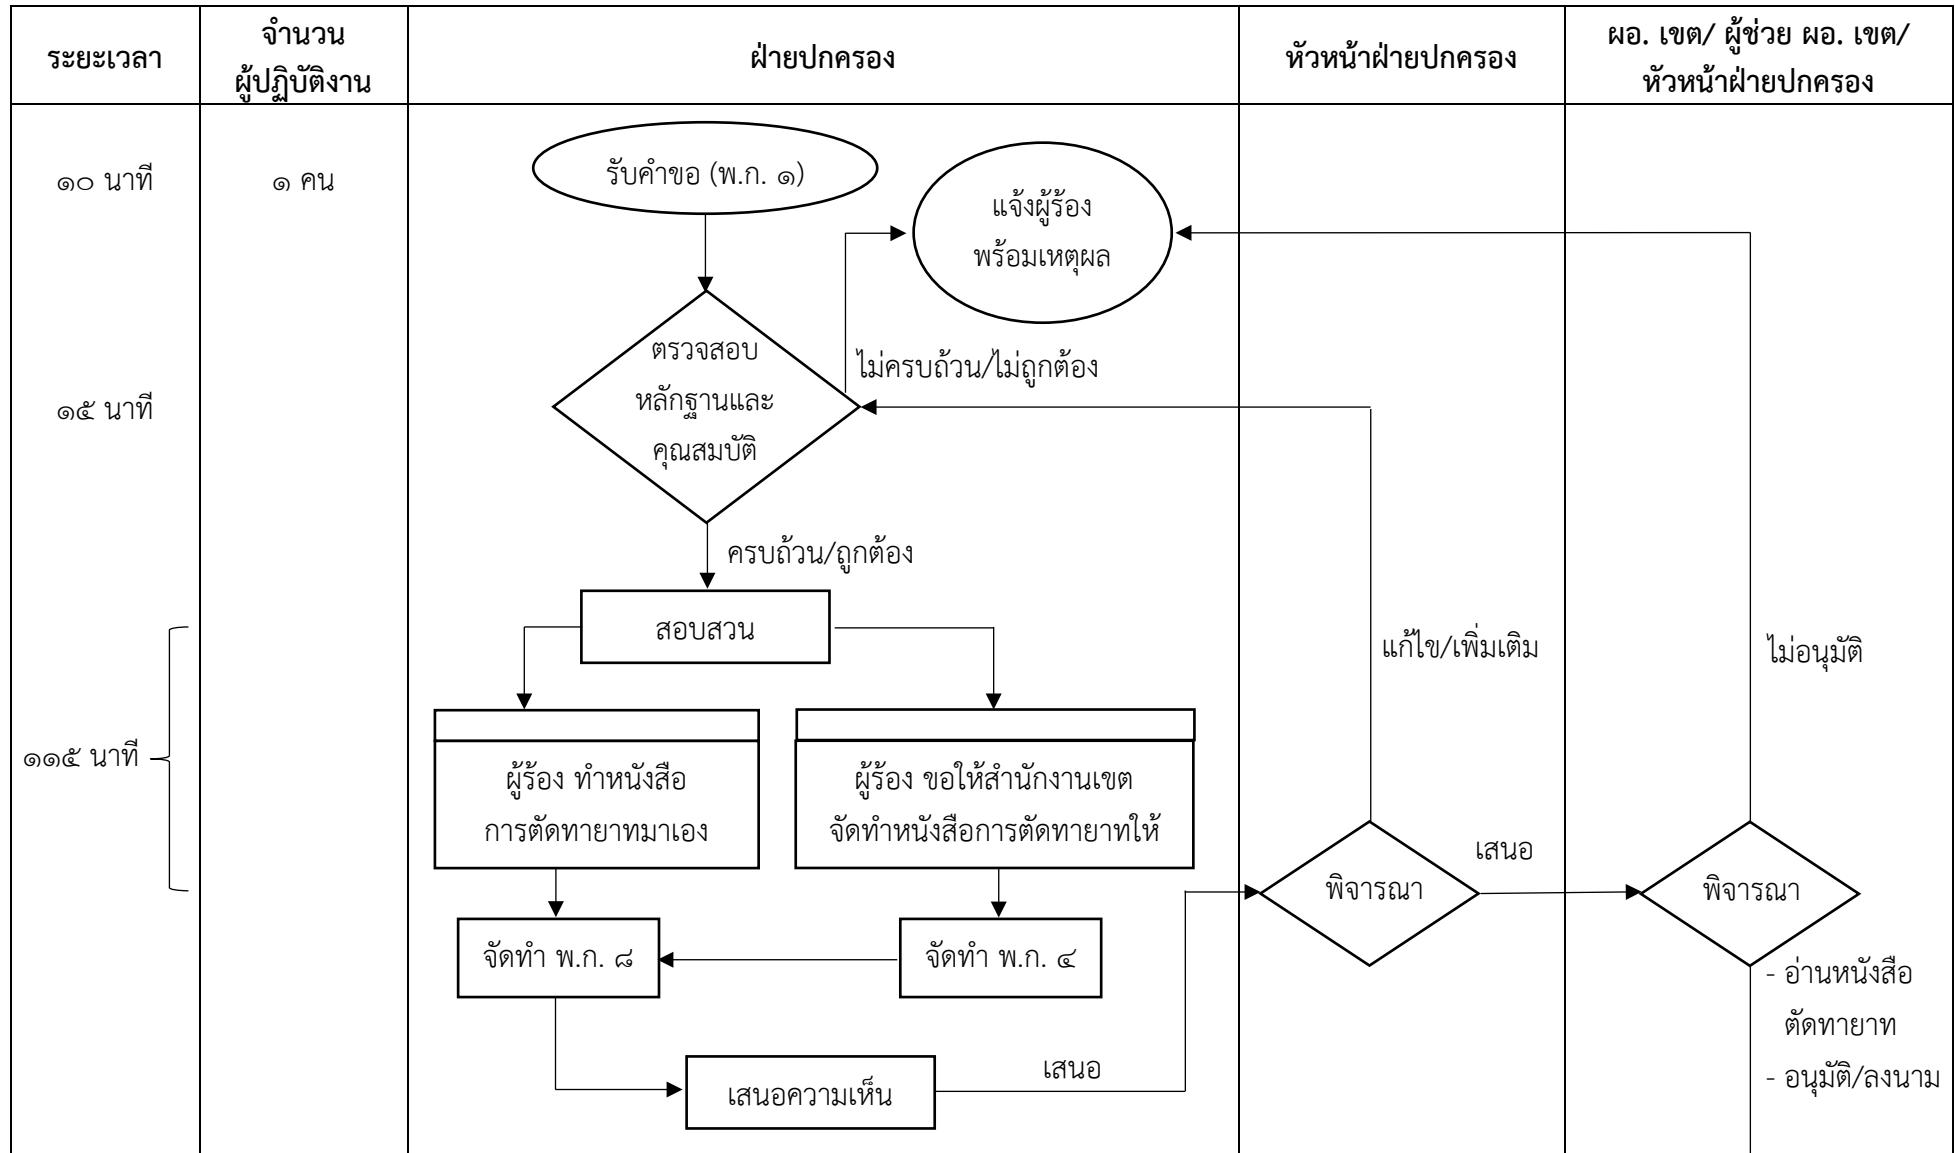 ระยะเวลา
จำนวน
ผู้ปฏิบัติงาน
ฝ่ายปกครอง
หัวหน้าฝ่ายปกครอง
ผอ. เขต/ ผู้ช่วย ผอ. เขต/
หัวหน้าฝ่ายปกครอง
๑๐ นาที
๑ คน
รับคำขอ (พ.ก. ๑)
แจ้งผู้ร้อง
พร้อมเหตุผล
๑๕ นาที
ตรวจสอบ
หลักฐานและ
คุณสมบัติ
ไม่ครบถ้วน/ไม่ถูกต้อง
ครบถ้วน/ถูกต้อง
สอบสวน
แก้ไข/เพิ่มเติม
ไม่อนุมัติ
๑๑๕ นาที
ผู้ร้อง ทำหนังสือ
การตัดทายาทมาเอง
ผู้ร้อง ขอให้สำนักงานเขต
จัดทำหนังสือการตัดทายาทให้
พิจารณา
เสนอ
พิจารณา
จัดทำ พ.ก. ๘
จัดทำ พ.ก. ๔
- อ่านหนังสือ
ตัดทายาท
- อนุมัติ/ลงนาม
เสนอความเห็น
เสนอ